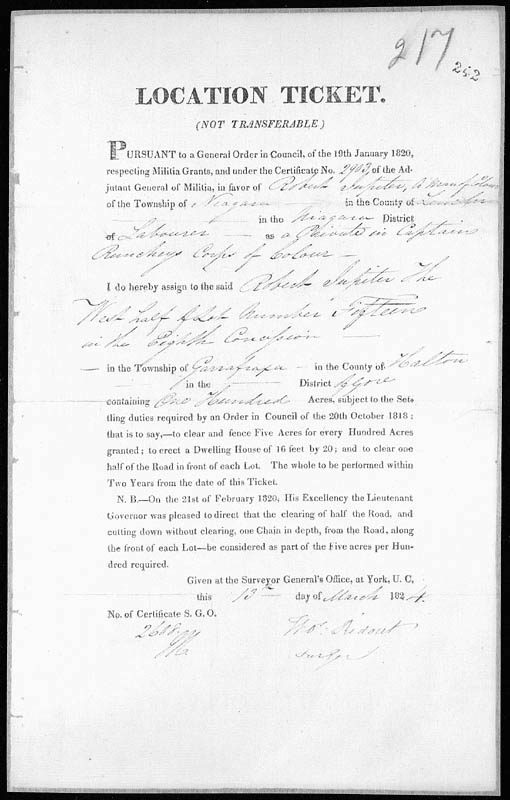 217
252
LOCATION TICKET.
(NOT TRANSFERABLE)
PURSUANT to a General Order in Council, of the 19th January 1820,
respecting Militia Grants, and under the Certificate No. 2903 of the Ad-
jutant General of Militia, in favor of Robert Jupiter, A Man of Colour
of the Township of Niagara in the County of Lincoln
in the Niagara District
of Labourer — as a Private in Captain
Runcheys Corps of Colour —
I do hereby assign to the said Robert Jupiter The
West half of Lot Number Fifteen
in the Eighth Concession
— in the Township of Garrafraxa — in the County of Halton
in the District of Gore
containing One Hundred Acres, subject to the Set-
tling duties required by an Order in Council of the 20th October 1818;
that is to say,—to clear and fence Five Acres for every Hundred Acres
granted; to erect a Dwelling House of 16 feet by 20; and to clear one
half of the Road in front of each Lot. The whole to be performed within
Two Years from the date of this Ticket.
N. B.—On the 21st of February 1820, His Excellency the Lieutenant
Governor was pleased to direct that the clearing of half the Road, and
cutting down without clearing, one Chain in depth, from the Road, along
the front of each Lot—be considered as part of the Five acres per Hun-
dred required.
Given at the Surveyor General's Office, at York, U. C,
this 13th day of March 1824.
No. of Certificate S. G. O.
Tho: Ridout
Surv Gen